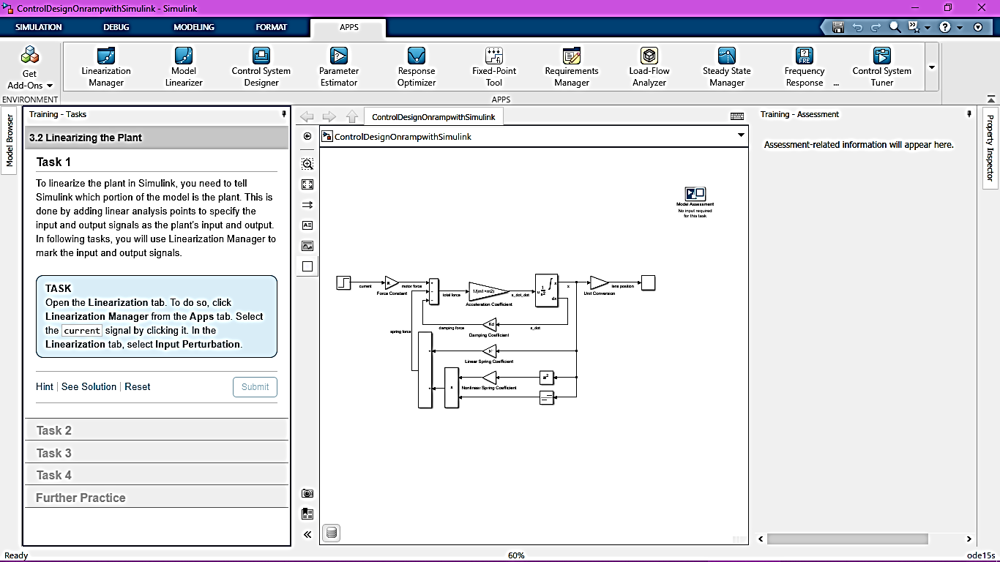 ControlDesignOnrampwithSimulink - Simulink
SIMULATION
DEBUG
MODELING
FORMAT
APPS
Get
Add-Ons
Linearization
Manager
Model
Linearizer
Control System
Designer
Parameter
Estimator
Response
Optimizer
Fixed-Point
Tool
Requirements
Manager
Load-Flow
Analyzer
Steady State
Manager
FRE
Frequency
Response ...
Control System
Tuner
ENVIRONMENT
APPS
Model Browser
Training - Tasks
3.2 Linearizing the Plant
Task 1
To linearize the plant in Simulink, you need to tell
Simulink which portion of the model is the plant. This is
done by adding linear analysis points to specify the
input and output signals as the plant's input and output.
In following tasks, you will use Linearization Manager to
mark the input and output signals.
TASK
Open the Linearization tab. To do so, click
Linearization Manager from the Apps tab. Select
the current signal by clicking it. In the
Linearization tab, select Input Perturbation.
Hint | See Solution | Reset
Submit
Task 2
Task 3
Task 4
Further Practice
ControlDesignOnrampwithSimulink
ControlDesignOnrampwithSimulink
Model Assessment
No input required
for this task
current
Force Constant
motor force
total force
1/(m1+m2)
Acceleration Coefficient
x_dot_dot
x
dx
x
Unit Conversion
lens position
damping force
Kd
Damping Coefficient
x_dot
spring force
Linear Spring Coefficient
Nonlinear Spring Coefficient
Training - Assessment
Assessment-related information will appear here.
Property Inspector
Ready
60%
ode15s